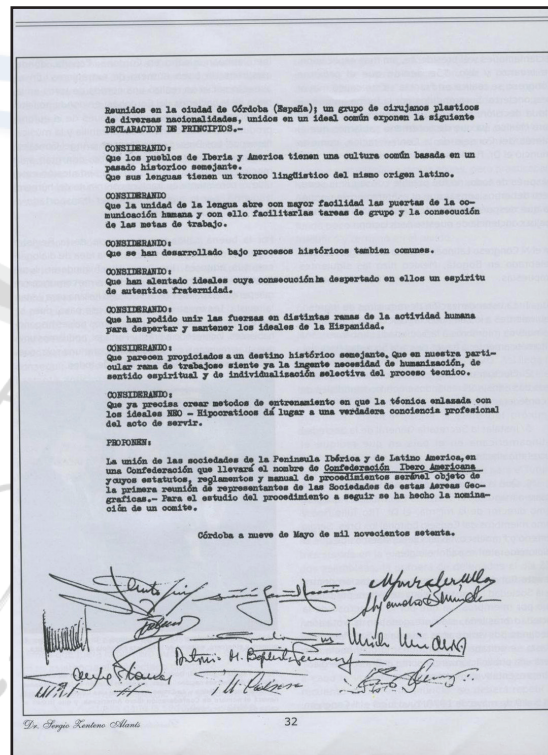 Reunidos en la ciudad de Córdoba (España); un grupo de cirujanos plasticos
de diversas nacionalidades, unidos en un ideal común exponen la siguiente
DECLARACION DE PRINCIPIOS.-
CONSIDERANDO:
Que los pueblos de Iberia y America tienen una cultura común basada en un
pasado historico semejante.
Que sus lenguas tienen un tronco lingüistico del mismo origen latino.
CONSIDERANDO
Que la unidad de la lengua abre con mayor facilidad las puertas de la co-
municación humana y con ello facilitarlas tareas de grupo y la consecución
de las metas de trabajo.
CONSIDERANDO:
Que se han desarrollado bajo procesos históricos tambien comunes.
CONSIDERANDO:
Que han alentado ideales cuya consecución ha despertado en ellos un espiritu
de autentica fraternidad.
CONSIDERANDO:
Que han podido unir las fuerzas en distintas ramas de la actividad humana
para despertar y mantener los ideales de la Hispanidad.
CONSIDERANDO:
Que parecen propiciados a un destino histórico semejante. Que en nuestra parti-
cular rama de trabajose siente ya la ingente necesidad de humanización, de
sentido espiritual y de individualización selectiva del proceso tecnico.
CONSIDERANDO:
Que ya precisa crear metodos de entrenamiento en que la técnica enlazada con
los ideales NEO - Hipocraticos dá lugar a una verdadera conciencia profesional
del acto de servir.
PROPONEN:
La unión de las sociedades de la Peninsula Ibérica y de Latino America, en
una Confederación que llevará el nombre de Confederación Ibero Americana
y cuyos estatutos, reglamentos y manual de procedimientos serán el objeto de
la primera reunión de representantes de las Sociedades de estas Aereas Geo-
graficas.- Para el estudio del procedimiento a seguir se ha hecho la nomina-
ción de un comite.
Córdoba a nueve de Mayo de mil novecientos setenta.
Dr. Sergio Zenteno Alanis
32